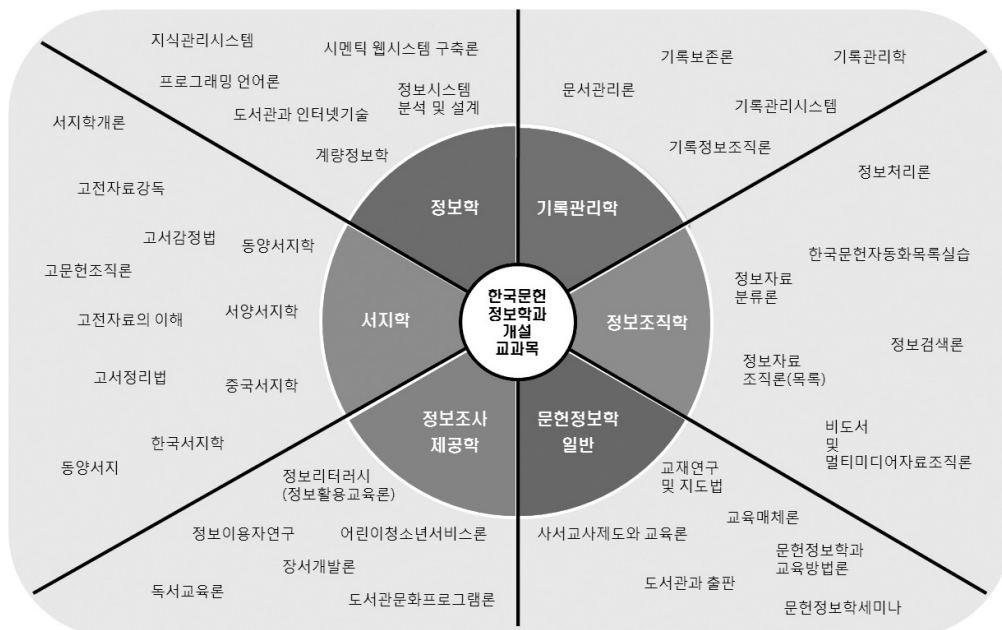 한국문헌
정보학과
개설
교과목
정보학
지식관리시스템
시멘틱 웹시스템 구축론
프로그래밍 언어론
정보시스템
분석 및 설계
도서관과 인터넷기술
계량정보학
기록관리학
기록보존론
기록관리학
문서관리론
기록관리시스템
기록정보조직론
정보조직학
정보처리론
한국문헌자동화목록실습
정보자료
분류론
정보검색론
정보자료
조직론(목록)
비도서
및
멀티미디어자료조직론
문헌정보학
일반
교재연구
및 지도법
교육매체론
사서교사제도와 교육론
문헌정보학과
교육방법론
도서관과 출판
문헌정보학세미나
정보조사
제공학
정보리터러시
(정보활용교육론)
정보이용자연구
어린이청소년서비스론
장서개발론
독서교육론
도서관문화프로그램론
서지학
서지학개론
고전자료강독
고서감정법
동양서지학
고문헌조직론
고전자료의 이해
서양서지학
고서정리법
중국서지학
한국서지학
동양서지